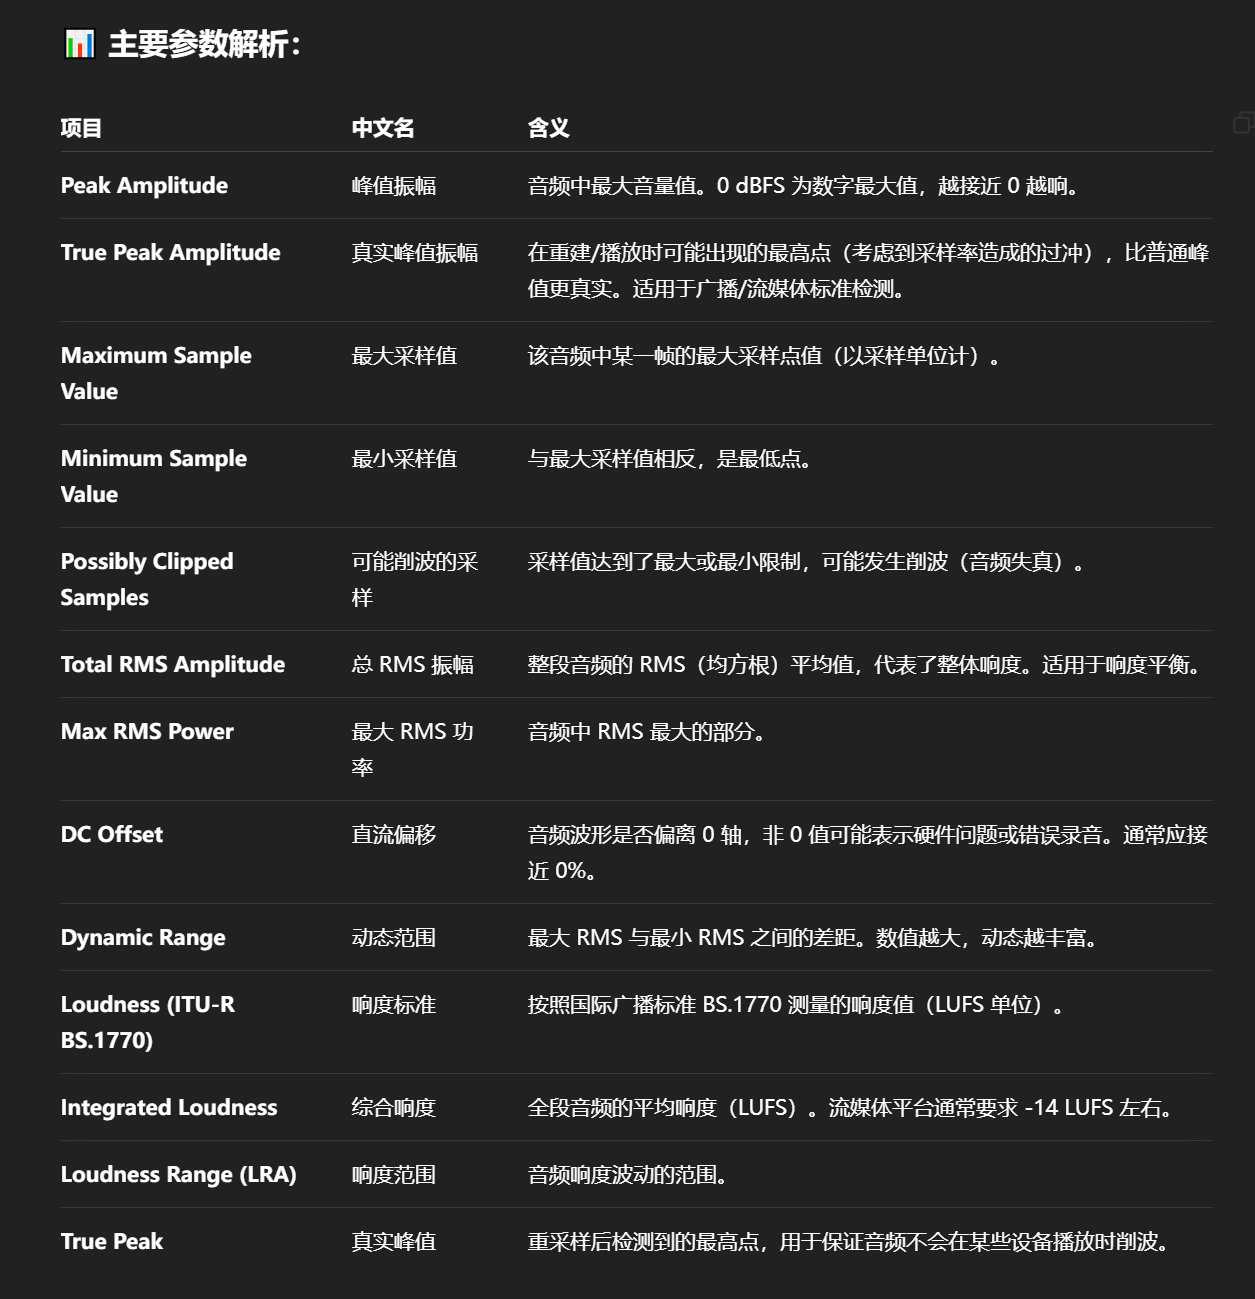 📊 主要参数解析：
项目 中文名 含义
Peak Amplitude 峰值振幅 音频中最大音量值。0 dBFS 为数字最大值，越接近 0 越响。
True Peak Amplitude 真实峰值振幅 在重建/播放时可能出现的最高点（考虑到采样率造成的过冲），比普通峰
值更真实。适用于广播/流媒体标准检测。
Maximum Sample 最大采样值 该音频中某一帧的最大采样点值（以采样单位计）。
Value
Minimum Sample 最小采样值 与最大采样值相反，是最低点。
Value
Possibly Clipped 可能削波的采 采样值达到了最大或最小限制，可能发生削波（音频失真）。
Samples 样
Total RMS Amplitude 总 RMS 振幅 整段音频的 RMS（均方根）平均值，代表了整体响度。适用于响度平衡。
Max RMS Power 最大 RMS 功 音频中 RMS 最大的部分。
率
DC Offset 直流偏移 音频波形是否偏离 0 轴，非 0 值可能表示硬件问题或错误录音。通常应接
近 0%。
Dynamic Range 动态范围 最大 RMS 与最小 RMS 之间的差距。数值越大，动态越丰富。
Loudness (ITU-R 响度标准 按照国际广播标准 BS.1770 测量的响度值（LUFS 单位）。
BS.1770)
Integrated Loudness 综合响度 全段音频的平均响度（LUFS）。流媒体平台通常要求 -14 LUFS 左右。
Loudness Range (LRA) 响度范围 音频响度波动的范围。
True Peak 真实峰值 重采样后检测到的最高点，用于保证音频不会在某些设备播放时削波。